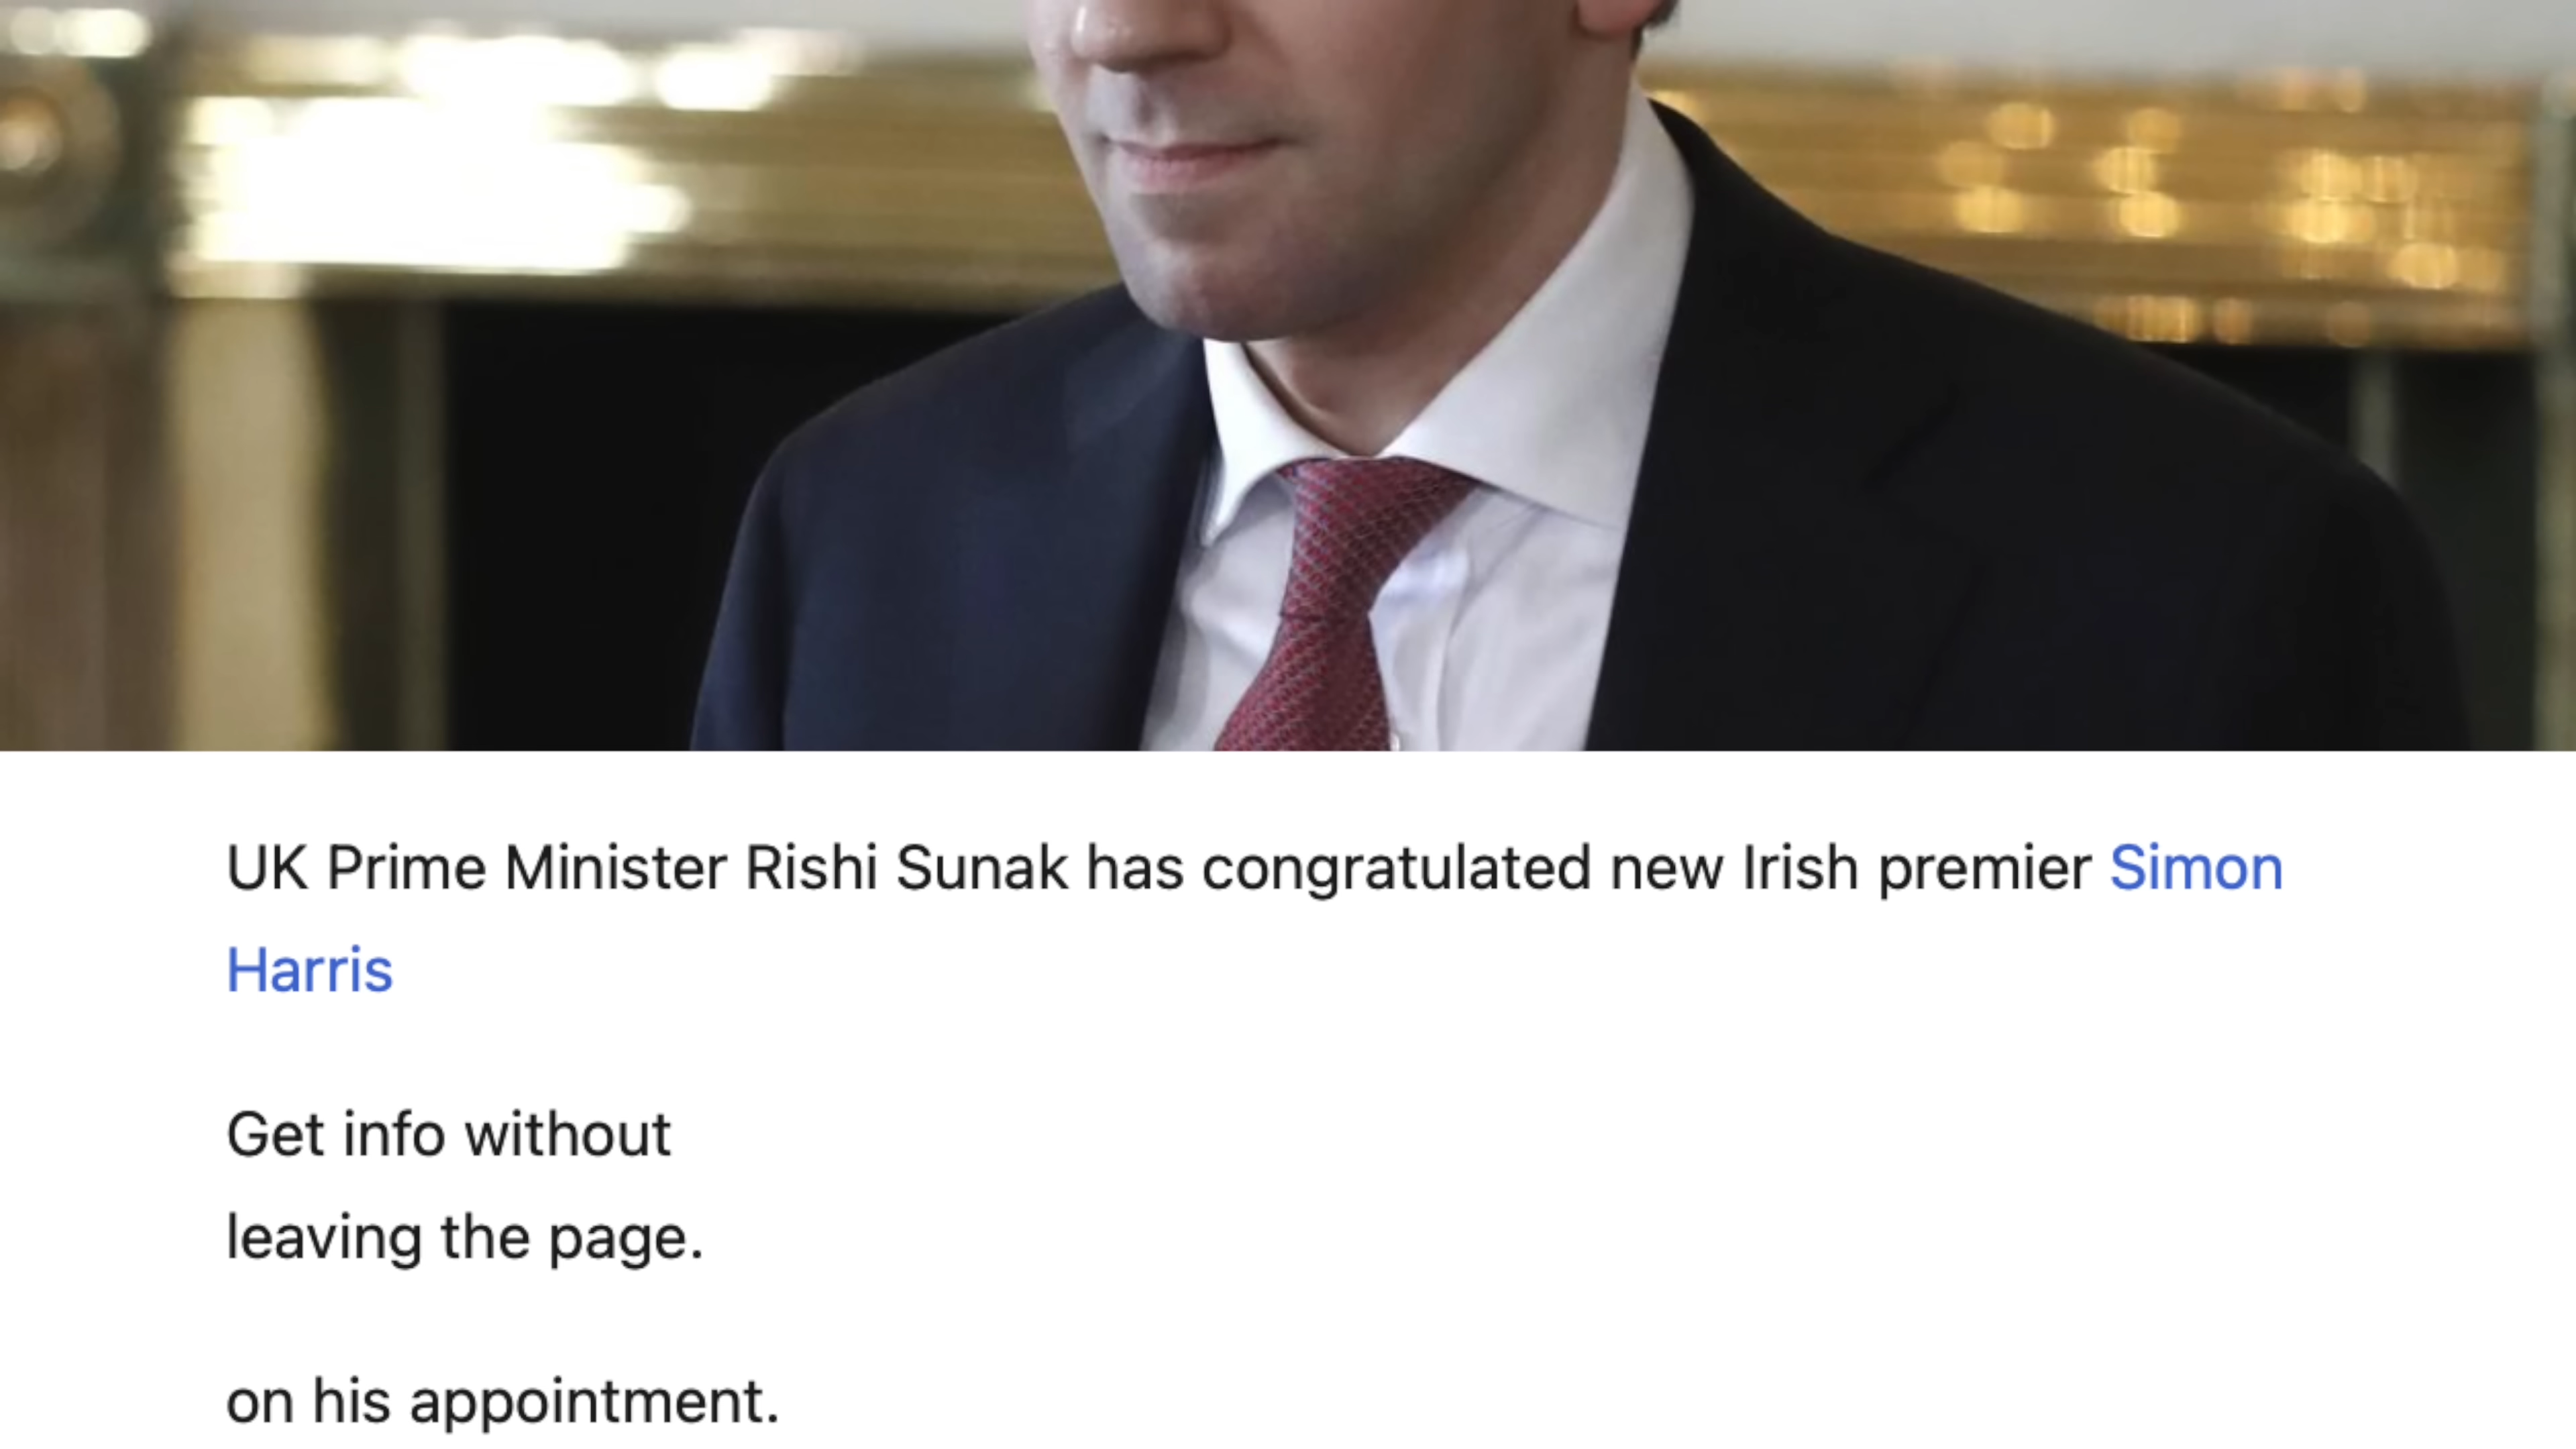 UK Prime Minister Rishi Sunak has congratulated new Irish premier Simon
Harris
Get info without
leaving the page.
on his appointment.